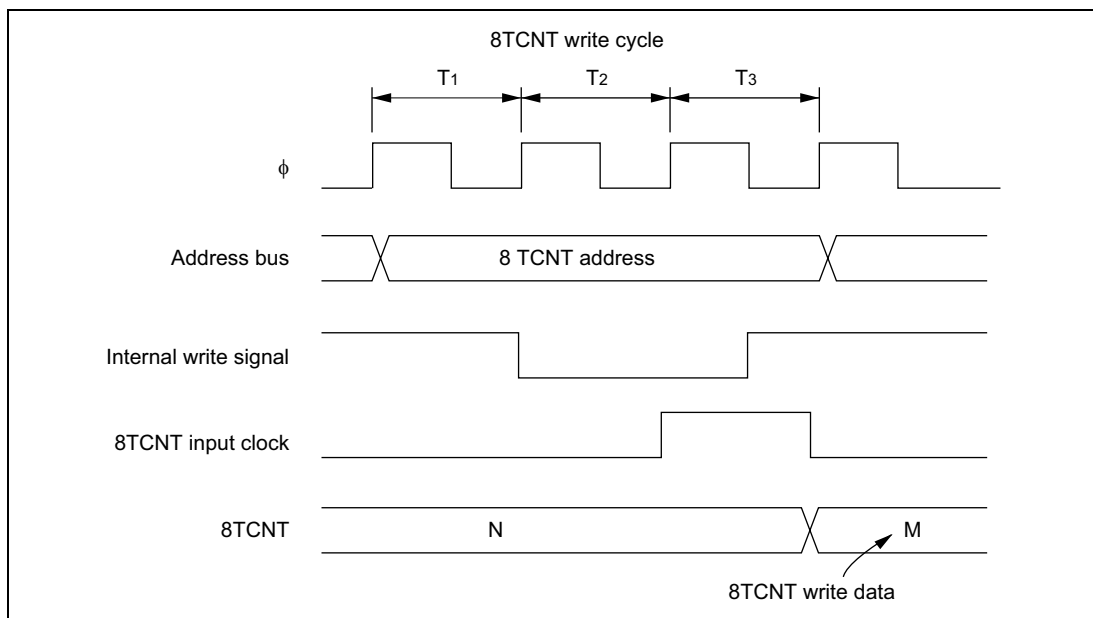 8TCNT write cycle
T1 T2 T3
ϕ
Address bus 8 TCNT address
Internal write signal
8TCNT input clock
8TCNT N M
8TCNT write data